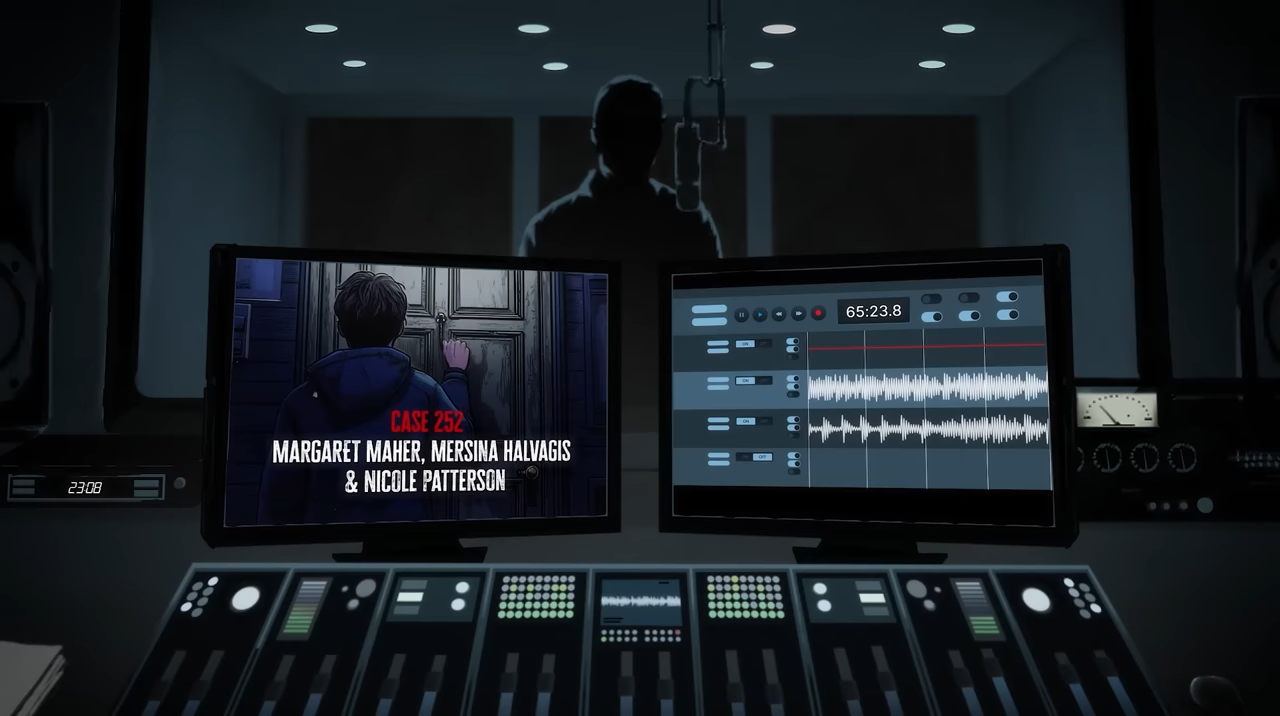 CASE 252
MARGARET MAHER, MERSINA HALVAGIS
& NICOLE PATTERSON
65:23.8
ON
ON
ON
OFF
23:08